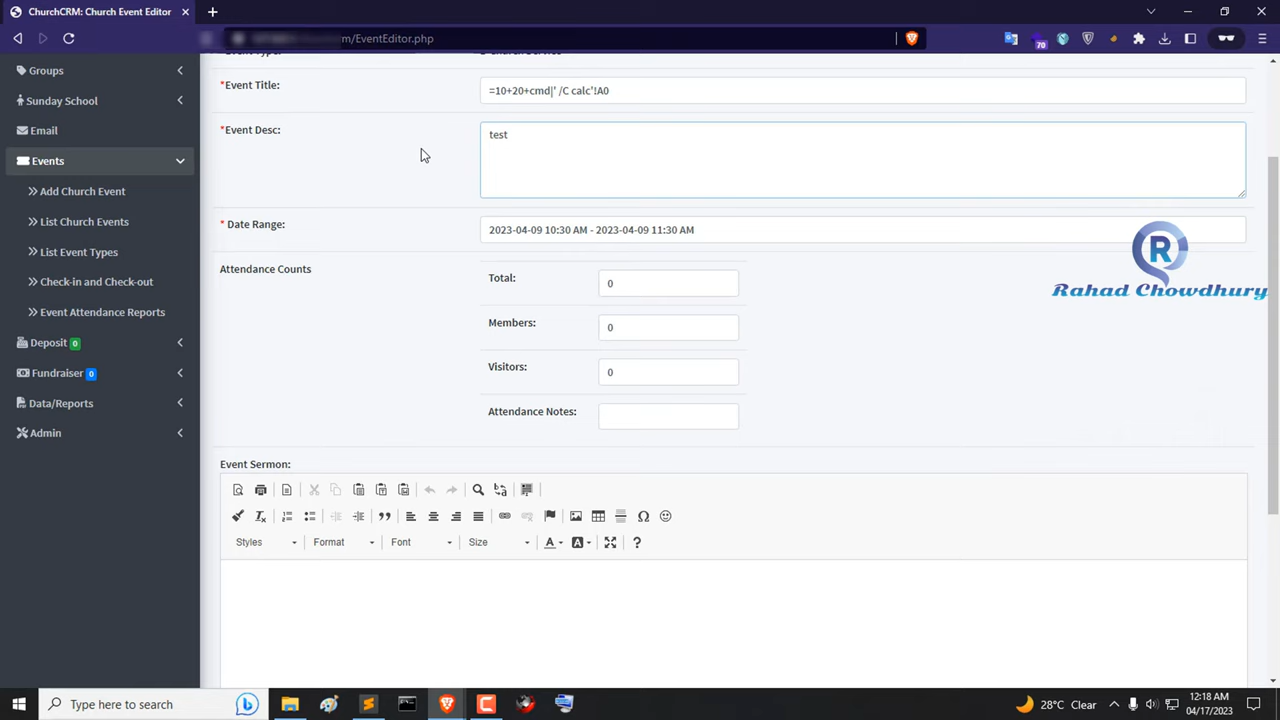 ChurchCRM: Church Event Editor
m/EventEditor.php
70
Groups
Sunday School
Email
Events
Add Church Event
List Church Events
List Event Types
Check-in and Check-out
Event Attendance Reports
Deposit 0
Fundraiser 0
Data/Reports
Admin
*Event Title: =10+20+cmd|' /C calc'!A0
*Event Desc: test
* Date Range: 2023-04-09 10:30 AM - 2023-04-09 11:30 AM
R
Rahad Chowdhury
Attendance Counts
Total: 0
Members: 0
Visitors: 0
Attendance Notes:
Event Sermon:
Styles Format Font Size A A ?
Type here to search
28°C Clear
12:18 AM
04/17/2023